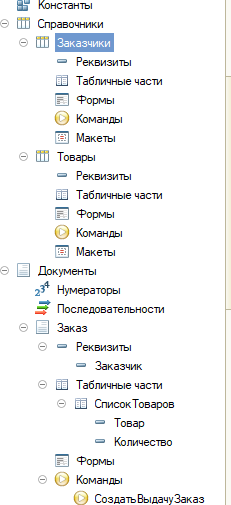 Константы
Справочники
Заказчики
Реквизиты
Табличные части
Формы
Команды
Макеты
Товары
Реквизиты
Табличные части
Формы
Команды
Макеты
Документы
Нумераторы
Последовательности
Заказ
Реквизиты
Заказчик
Табличные части
СписокТоваров
Товар
Количество
Формы
Команды
СоздатьВыдачуЗаказ